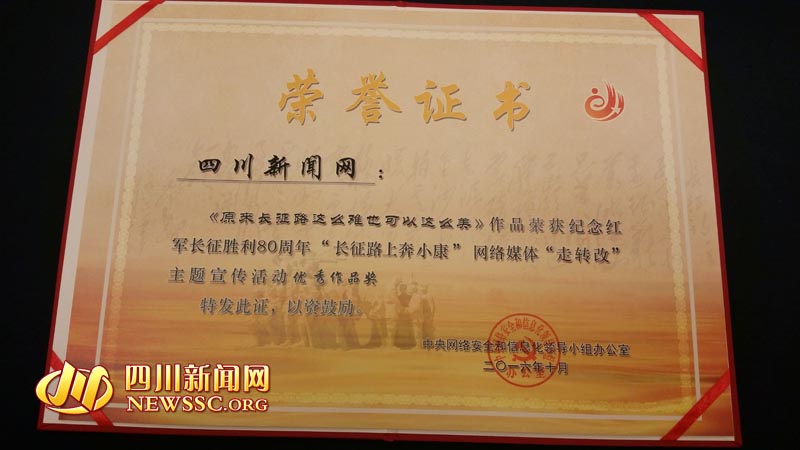 荣誉证书
四川新闻网：
《原来长征路这么难也可以这么美》作品荣获纪念红
军长征胜利80周年“长征路上奔小康”网络媒体“走转改”
主题宣传活动优秀作品奖
特发此证，以资鼓励。
中央网络安全和信息化领导小组办公室
二〇一六年十月
四川新闻网
NEWSSC.ORG